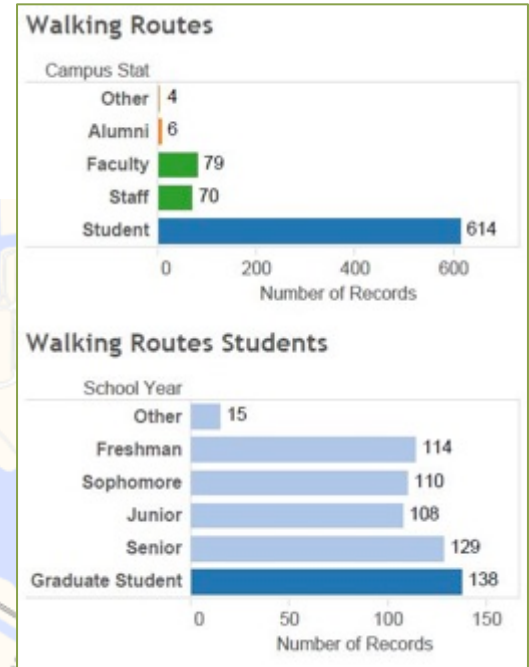 Walking Routes
Campus Stat
Other 4
Alumni 6
Faculty 79
Staff 70
Student 614
0 200 400 600
Number of Records
Walking Routes Students
School Year
Other 15
Freshman 114
Sophomore 110
Junior 108
Senior 129
Graduate Student 138
0 50 100 150
Number of Records